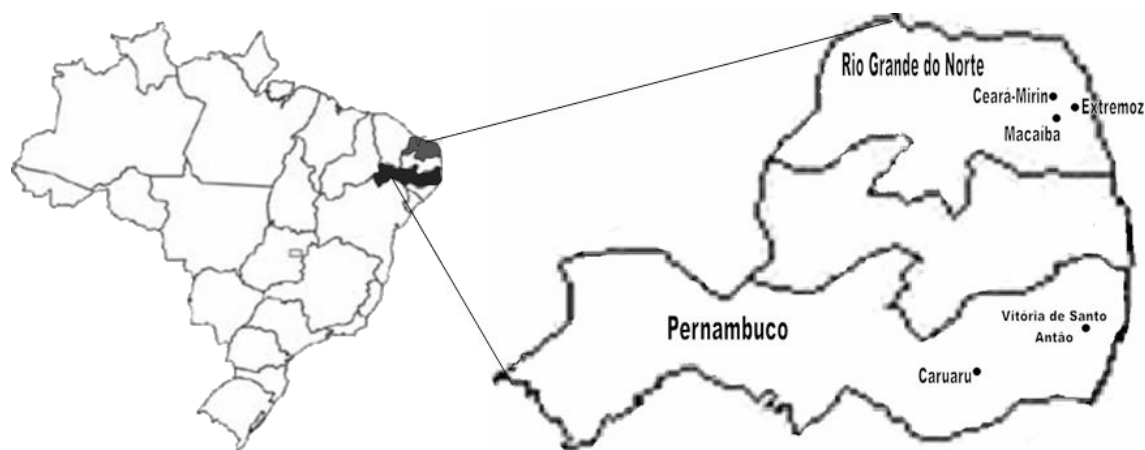 Rio Grande do Norte
Ceará-Mirin
Extremoz
Macaíba
Pernambuco
Vitória de Santo
Antão
Caruaru